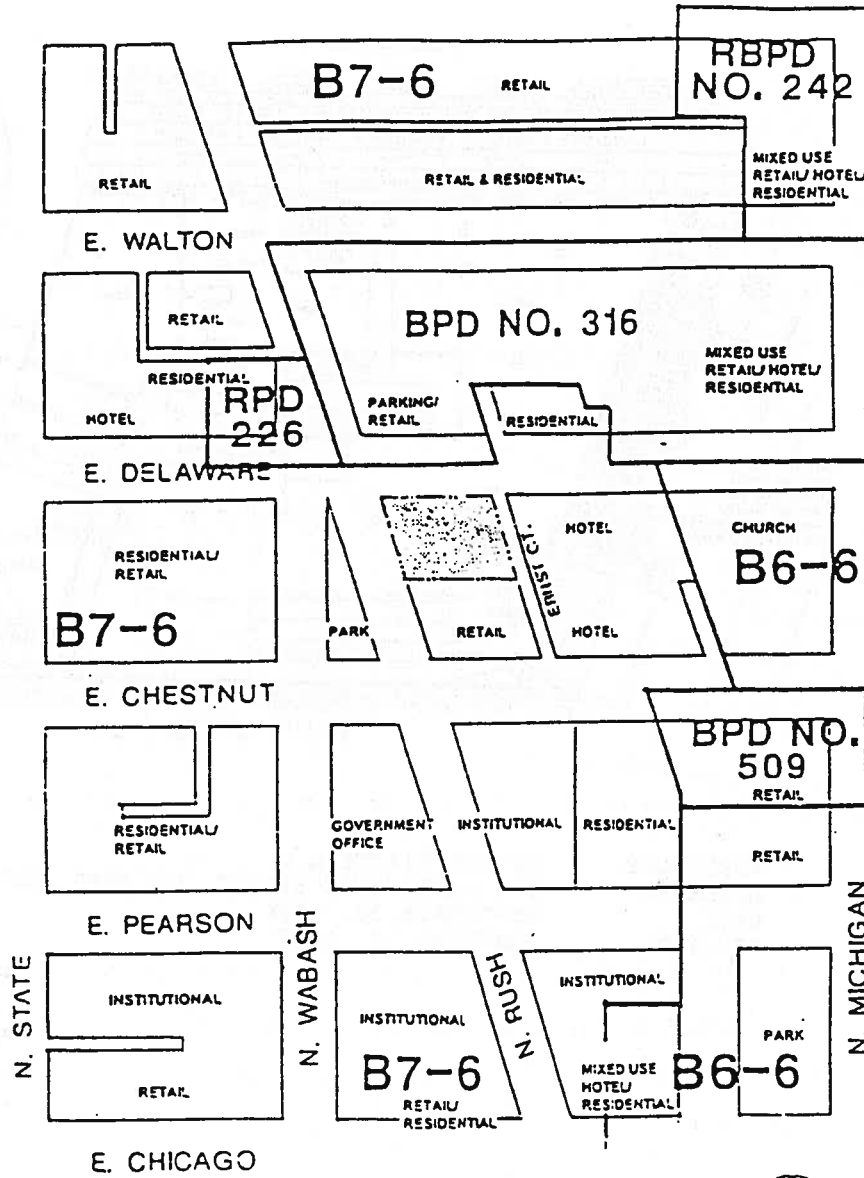 B7-6
RETAIL
RBPD
NO. 242
RETAIL
RETAIL & RESIDENTIAL
MIXED USE
RETAIL/ HOTEL/
RESIDENTIAL
E. WALTON
RETAIL
BPD NO. 316
MIXED USE
RETAIL/ HOTEL/
RESIDENTIAL
RESIDENTIAL
RPD
226
HOTEL
PARKING/
RETAIL
RESIDENTIAL
E. DELAWARE
RESIDENTIAL/
RETAIL
B7-6
PARK
RETAIL
ERNST CT.
HOTEL
HOTEL
CHURCH
B6-6
E. CHESTNUT
RESIDENTIAL/
RETAIL
GOVERNMENT
OFFICE
INSTITUTIONAL
RESIDENTIAL
BPD NO.
509
RETAIL
RETAIL
E. PEARSON
N. STATE
INSTITUTIONAL
RETAIL
N. WABASH
INSTITUTIONAL
B7-6
RETAIL/
RESIDENTIAL
N. RUSH
INSTITUTIONAL
MIXED USE
HOTEL/
RESIDENTIAL
B6-6
PARK
N. MICHIGAN
E. CHICAGO